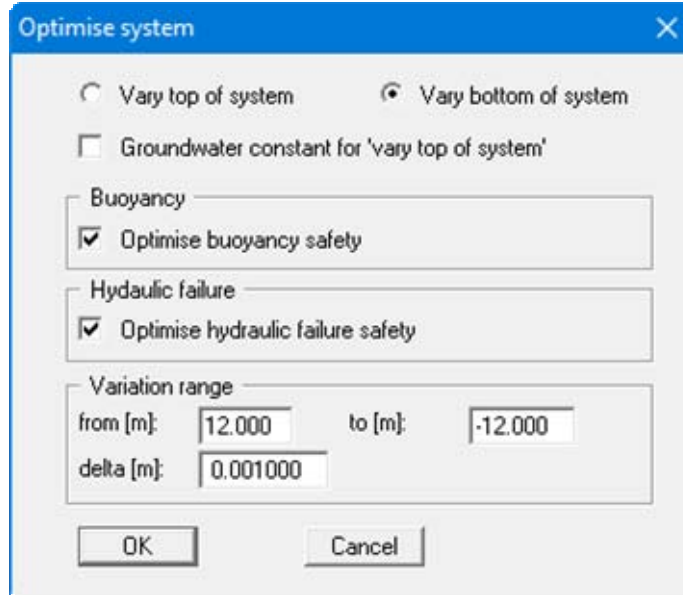 Optimise system
Vary top of system Vary bottom of system
Groundwater constant for 'vary top of system'
Buoyancy
Optimise buoyancy safety
Hydaulic failure
Optimise hydraulic failure safety
Variation range
from [m]: 12.000 to [m]: -12.000
delta [m]: 0.001000
OK Cancel